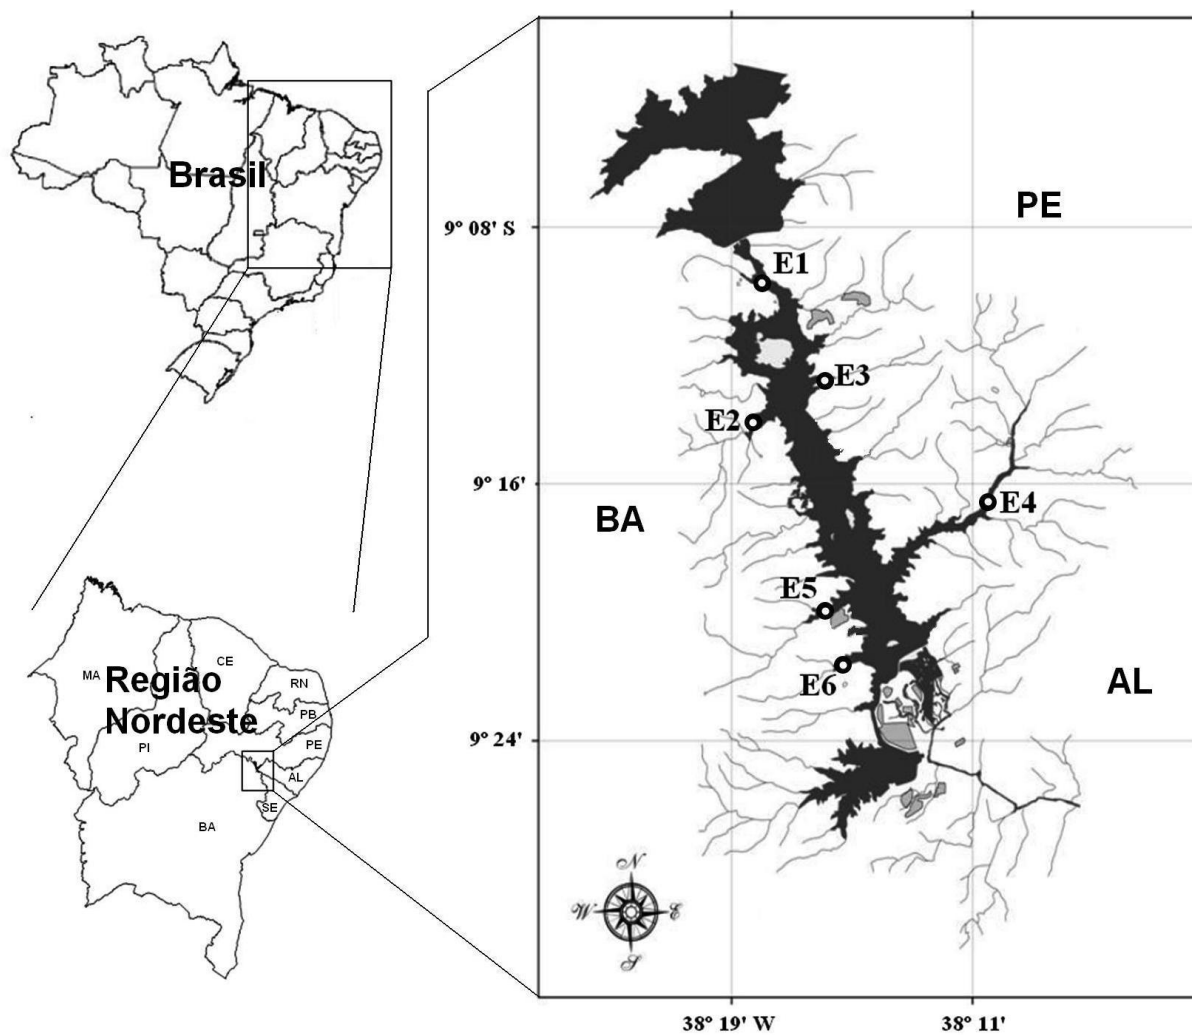 Brasil
MA
Região
Nordeste
CE
RN
PB
PE
PI
AL
SE
BA
PE
9° 08' S
E1
E3
E2
9° 16'
BA
E4
E5
E6
AL
9° 24'
N
W
E
S
38° 19' W
38° 11'